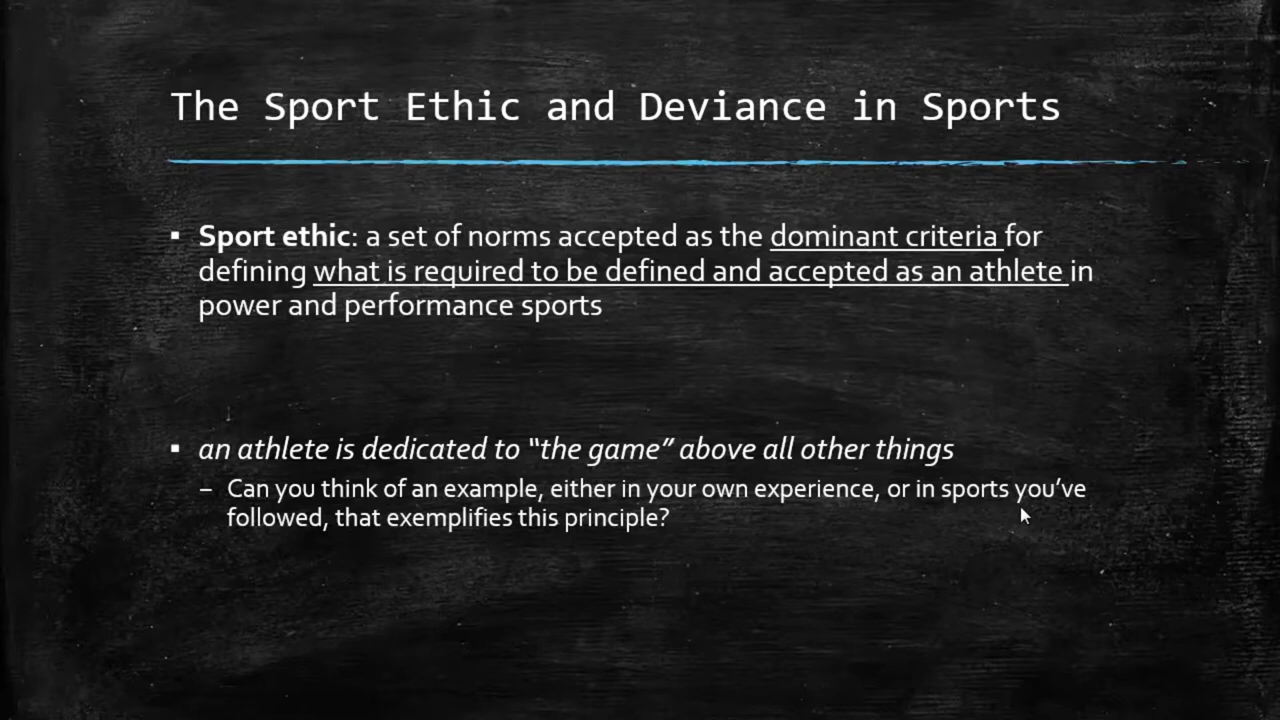 The Sport Ethic and Deviance in Sports
▪ Sport ethic: a set of norms accepted as the dominant criteria for
defining what is required to be defined and accepted as an athlete in
power and performance sports
▪ an athlete is dedicated to “the game” above all other things
– Can you think of an example, either in your own experience, or in sports you’ve
followed, that exemplifies this principle?